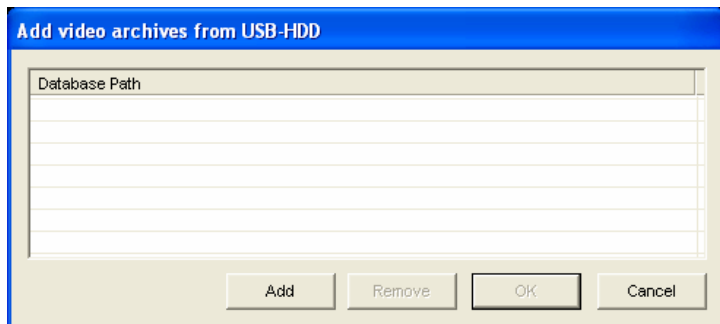 Add video archives from USB-HDD
Database Path
Add Remove OK Cancel